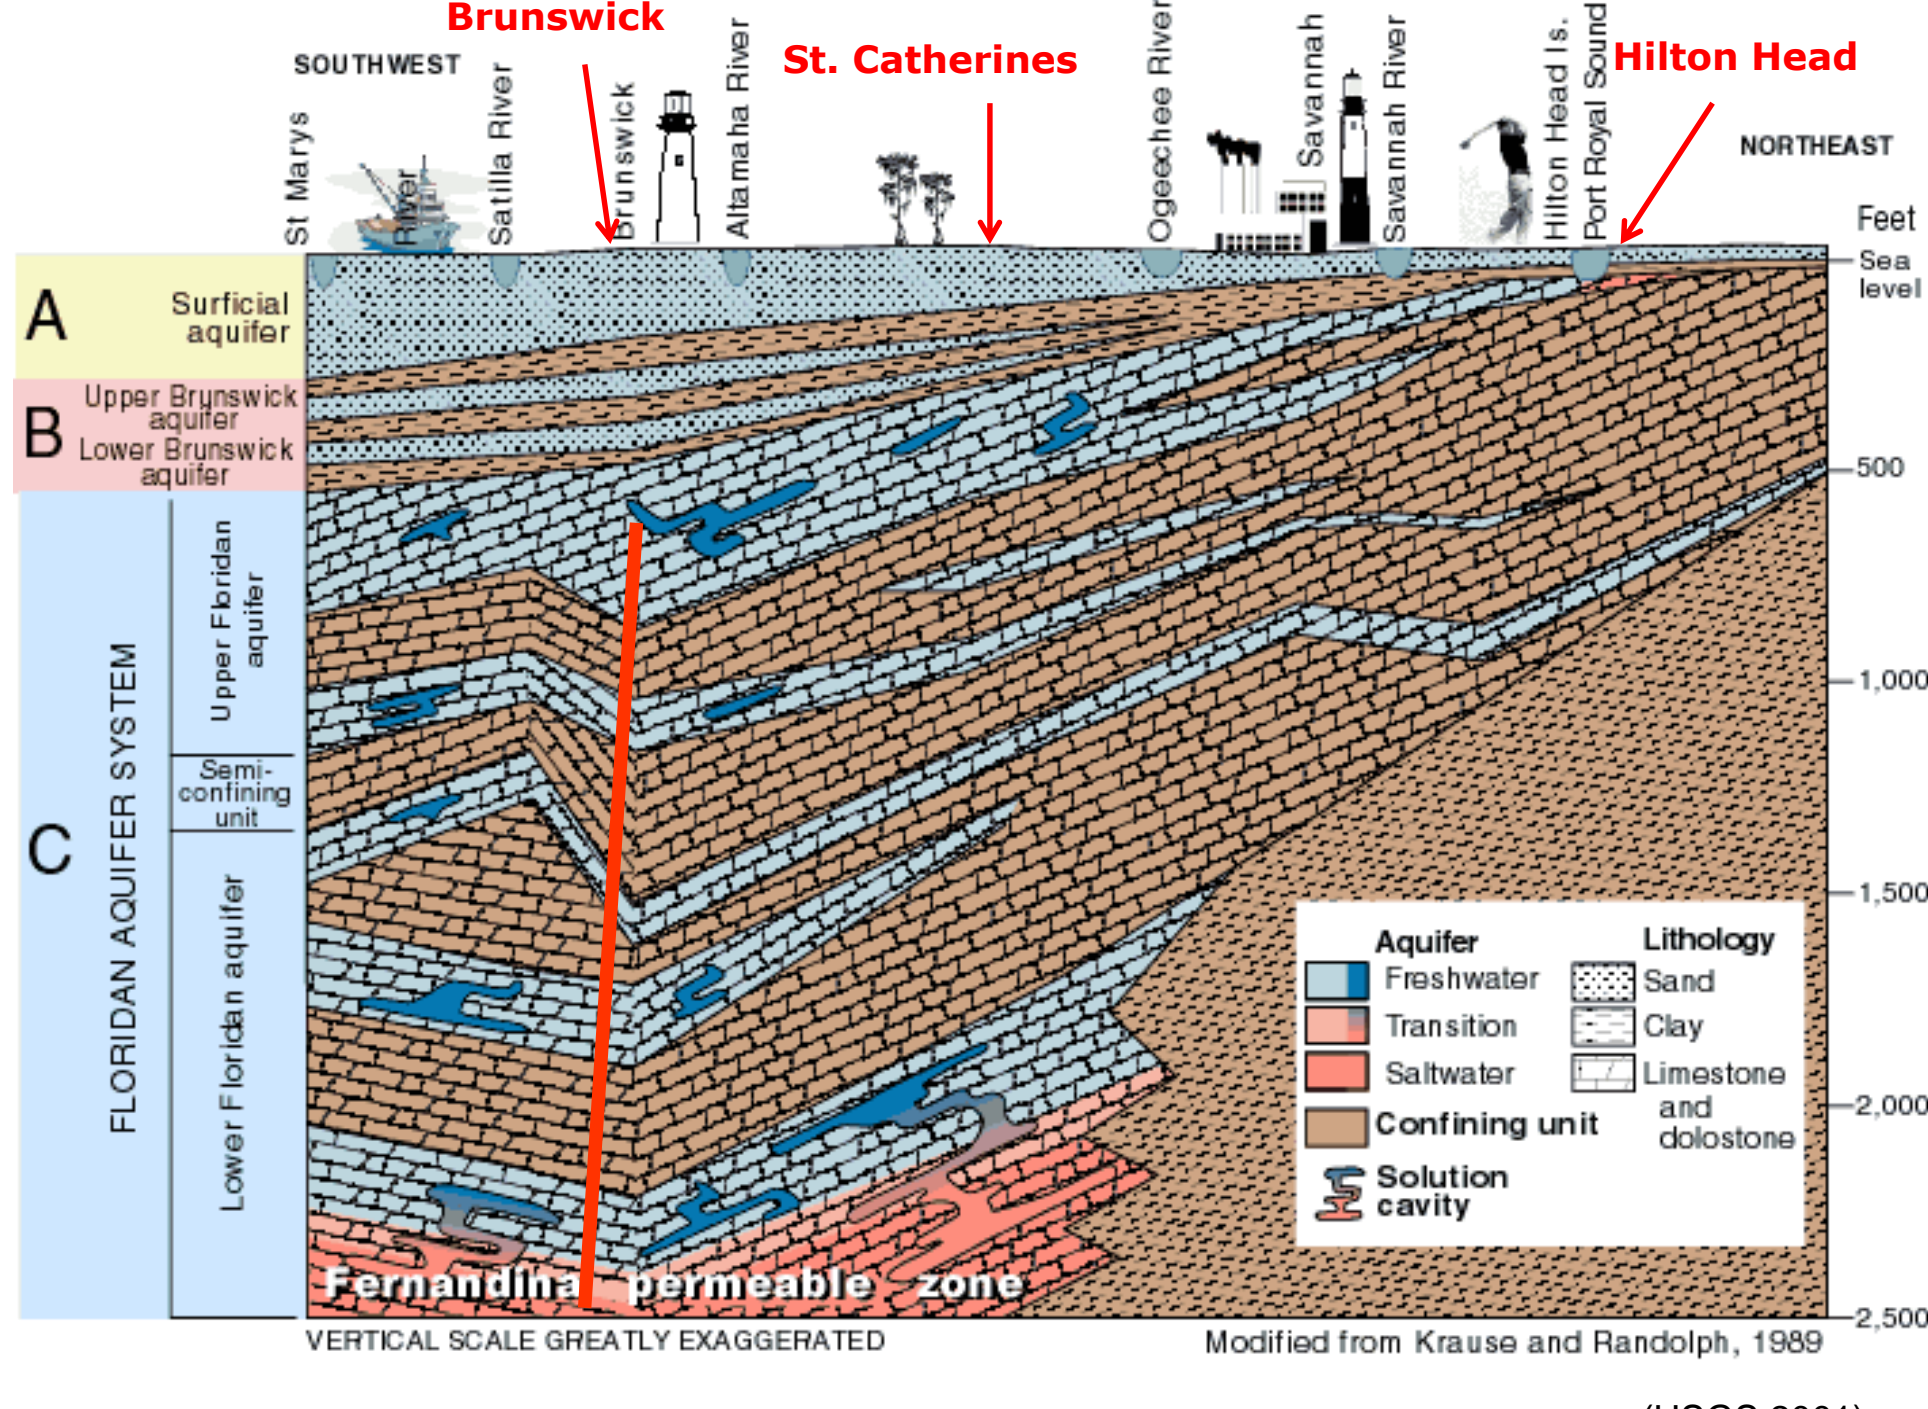 Brunswick
St. Catherines
Hilton Head
SOUTHWEST
NORTHEAST
St Marys
River
Satilla River
Brunswick
Altamaha River
Ogeechee River
Savannah
Savannah River
Hilton Head Is.
Port Royal Sound
Feet
Sea
level
500
1,000
1,500
2,000
2,500
A
Surficial
aquifer
B
Upper Brunswick
aquifer
Lower Brunswick
aquifer
C
FLORIDAN AQUIFER SYSTEM
Upper Floridan
aquifer
Semi-
confining
unit
Lower Floridan aquifer
Aquifer
Freshwater
Transition
Saltwater
Confining unit
Solution
cavity
Lithology
Sand
Clay
Limestone
and
dolostone
Fernandina permeable zone
VERTICAL SCALE GREATLY EXAGGERATED
Modified from Krause and Randolph, 1989